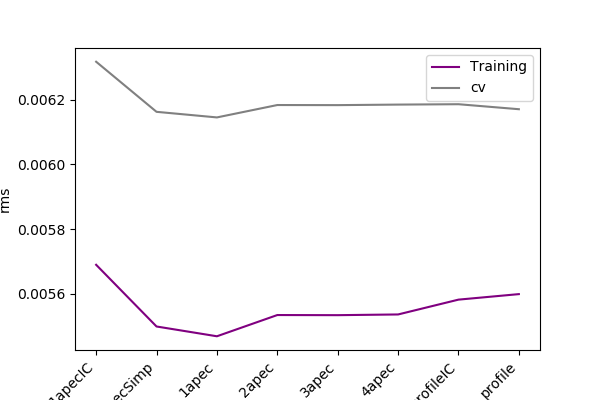 Training
cv
0.0062
0.0060
0.0058
0.0056
rms
1apec
2apec
3apec
4apec
profile